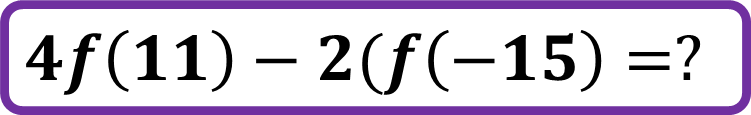 4f(11) − 2(f(−15) =?